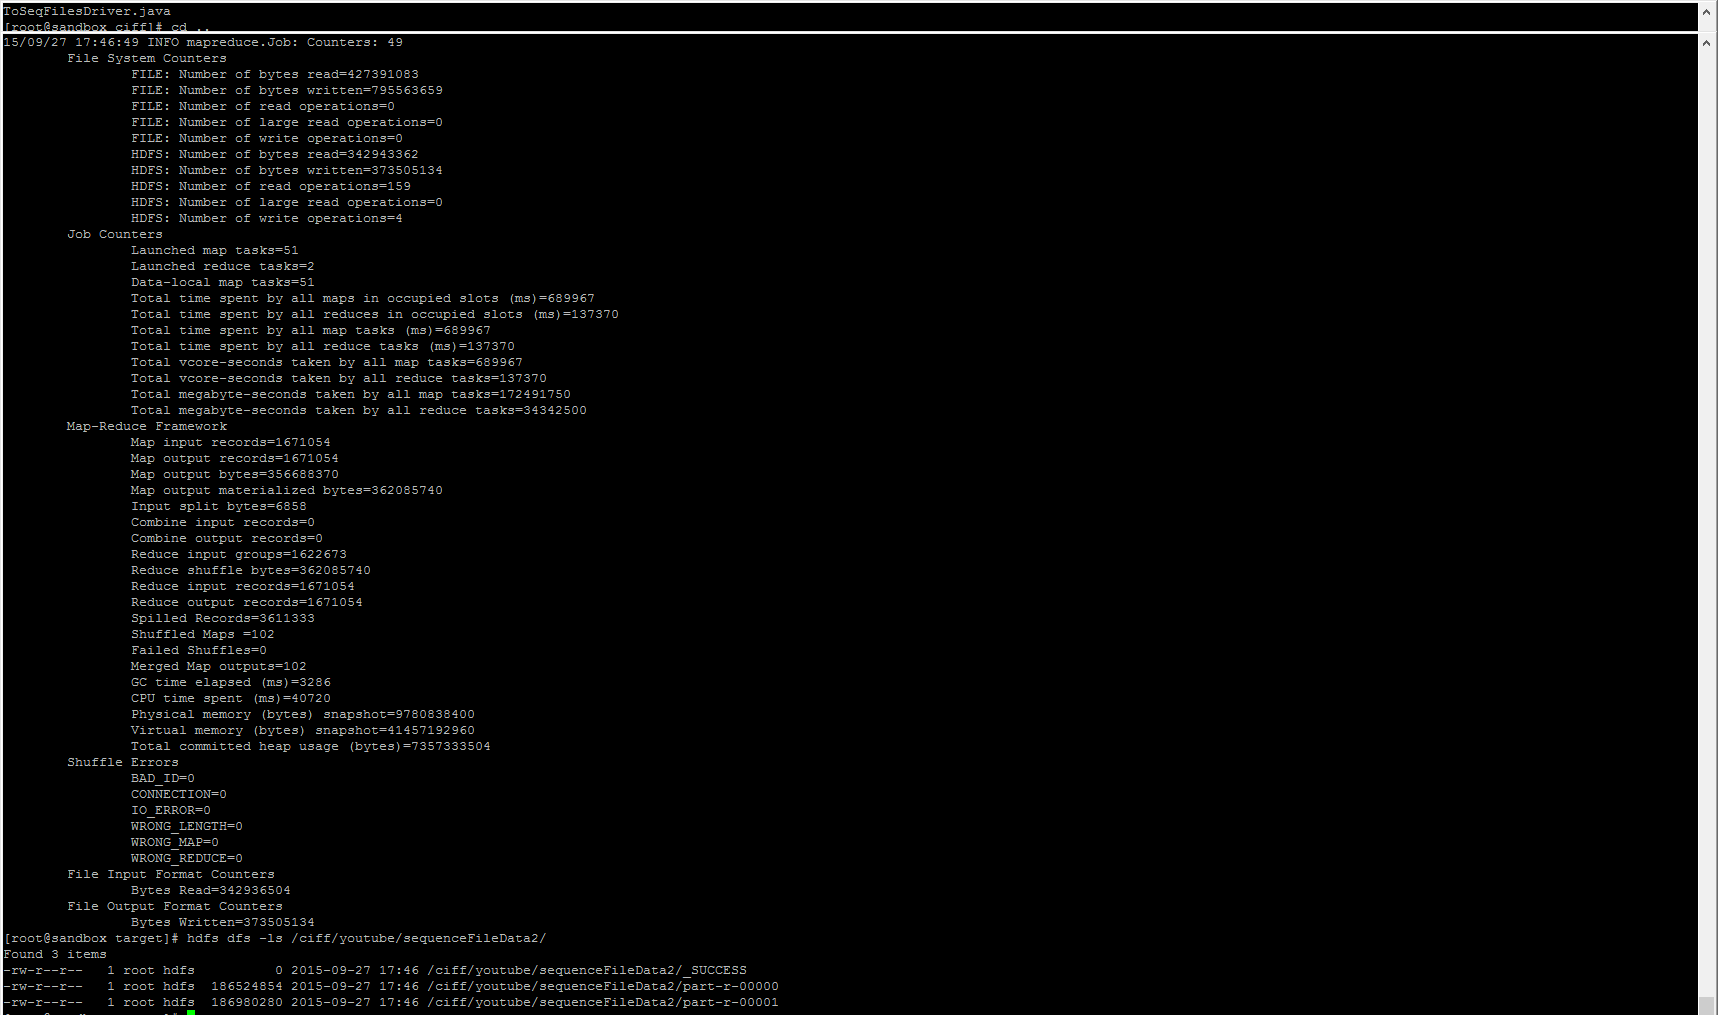 ToSeqFilesDriver.java
[root@sandbox ciff]# cd ..
15/09/27 17:46:49 INFO mapreduce.Job: Counters: 49
File System Counters
FILE: Number of bytes read=427391083
FILE: Number of bytes written=795563659
FILE: Number of read operations=0
FILE: Number of large read operations=0
FILE: Number of write operations=0
HDFS: Number of bytes read=342943362
HDFS: Number of bytes written=373505134
HDFS: Number of read operations=159
HDFS: Number of large read operations=0
HDFS: Number of write operations=4
Job Counters
Launched map tasks=51
Launched reduce tasks=2
Data-local map tasks=51
Total time spent by all maps in occupied slots (ms)=689967
Total time spent by all reduces in occupied slots (ms)=137370
Total time spent by all map tasks (ms)=689967
Total time spent by all reduce tasks (ms)=137370
Total vcore-seconds taken by all map tasks=689967
Total vcore-seconds taken by all reduce tasks=137370
Total megabyte-seconds taken by all map tasks=172491750
Total megabyte-seconds taken by all reduce tasks=34342500
Map-Reduce Framework
Map input records=1671054
Map output records=1671054
Map output bytes=356688370
Map output materialized bytes=362085740
Input split bytes=6858
Combine input records=0
Combine output records=0
Reduce input groups=1622673
Reduce shuffle bytes=362085740
Reduce input records=1671054
Reduce output records=1671054
Spilled Records=3611333
Shuffled Maps =102
Failed Shuffles=0
Merged Map outputs=102
GC time elapsed (ms)=3286
CPU time spent (ms)=40720
Physical memory (bytes) snapshot=9780838400
Virtual memory (bytes) snapshot=41457192960
Total committed heap usage (bytes)=7357333504
Shuffle Errors
BAD_ID=0
CONNECTION=0
IO_ERROR=0
WRONG_LENGTH=0
WRONG_MAP=0
WRONG_REDUCE=0
File Input Format Counters
Bytes Read=342936504
File Output Format Counters
Bytes Written=373505134
[root@sandbox target]# hdfs dfs -ls /ciff/youtube/sequenceFileData2/
Found 3 items
-rw-r--r--   1 root hdfs          0 2015-09-27 17:46 /ciff/youtube/sequenceFileData2/_SUCCESS
-rw-r--r--   1 root hdfs  186524854 2015-09-27 17:46 /ciff/youtube/sequenceFileData2/part-r-00000
-rw-r--r--   1 root hdfs  186980280 2015-09-27 17:46 /ciff/youtube/sequenceFileData2/part-r-00001